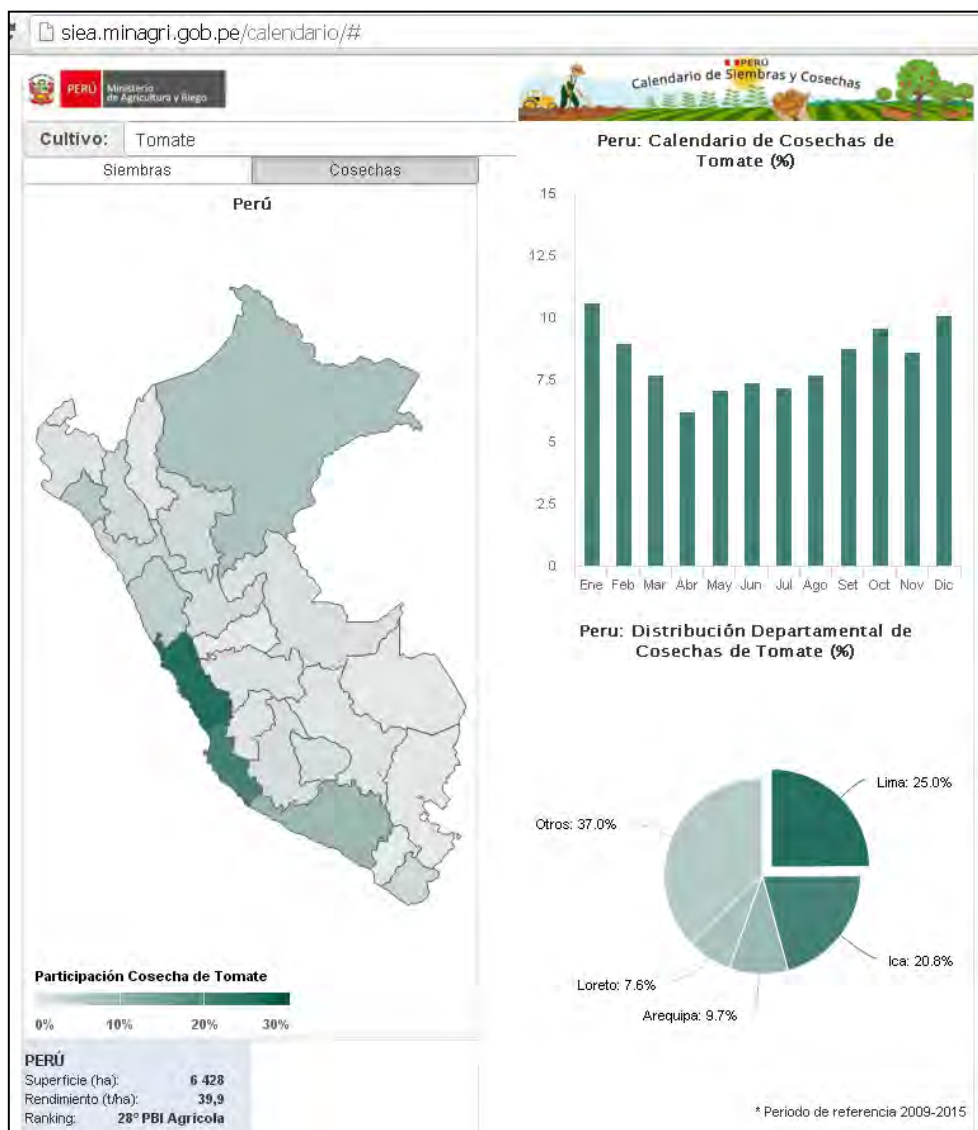 siea.minagri.gob.pe/calendario/#
PERÚ
Ministerio
de Agricultura y Riego
PERÚ
Calendario de Siembras y Cosechas
Cultivo: Tomate
Siembras Cosechas
Perú
Participación Cosecha de Tomate
0% 10% 20% 30%
PERÚ
Superficie (ha): 6 428
Rendimiento (t/ha): 39,9
Ranking: 28° PBI Agrícola
Peru: Calendario de Cosechas de
Tomate (%)
15
12.5
10
7.5
5
2.5
0
Ene Feb Mar Abr May Jun Jul Ago Set Oct Nov Dic
Peru: Distribución Departamental de
Cosechas de Tomate (%)
Lima: 25.0%
Otros: 37.0%
Ica: 20.8%
Loreto: 7.6%
Arequipa: 9.7%
* Periodo de referencia 2009-2015